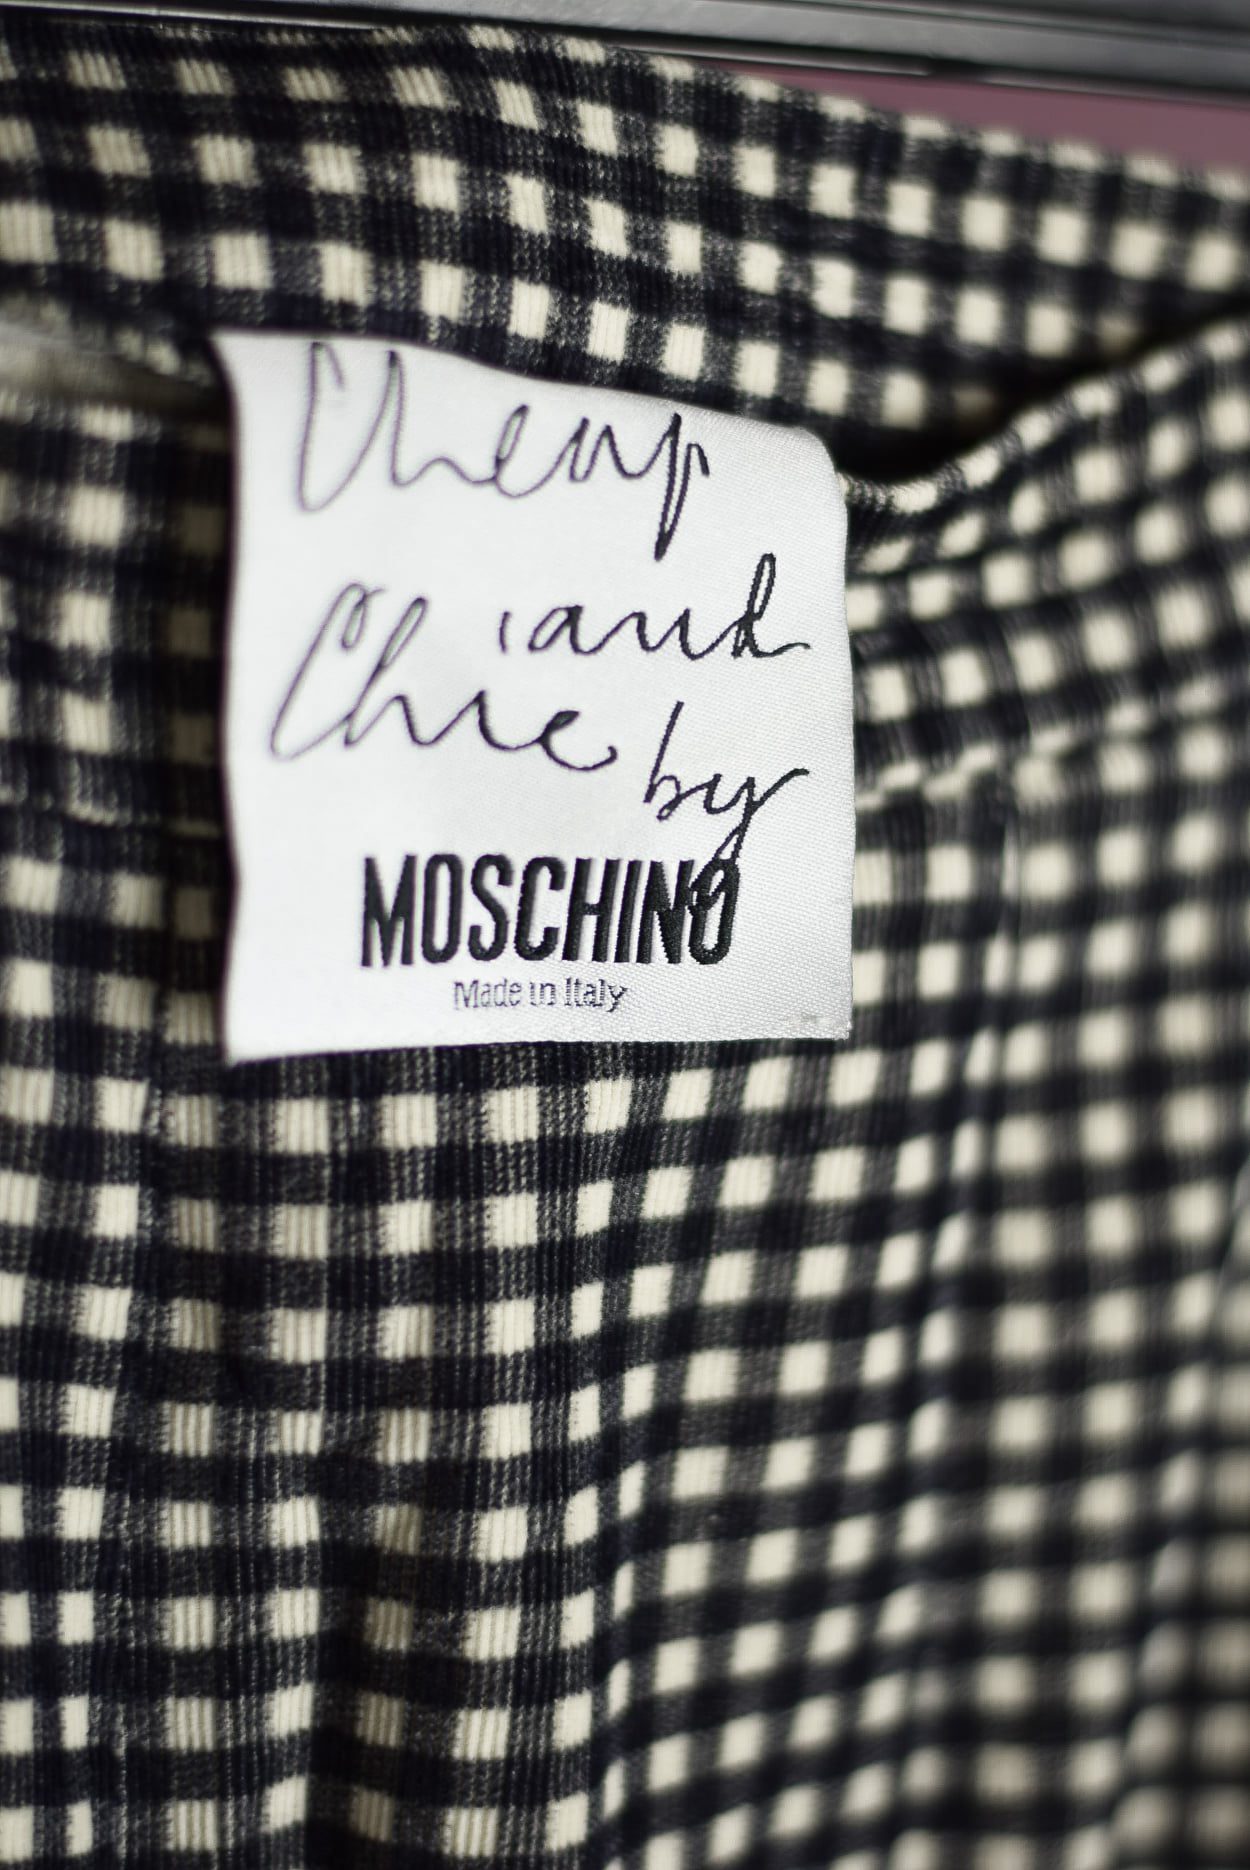 Cheap
and
Chic by
MOSCHINO
Made in Italy